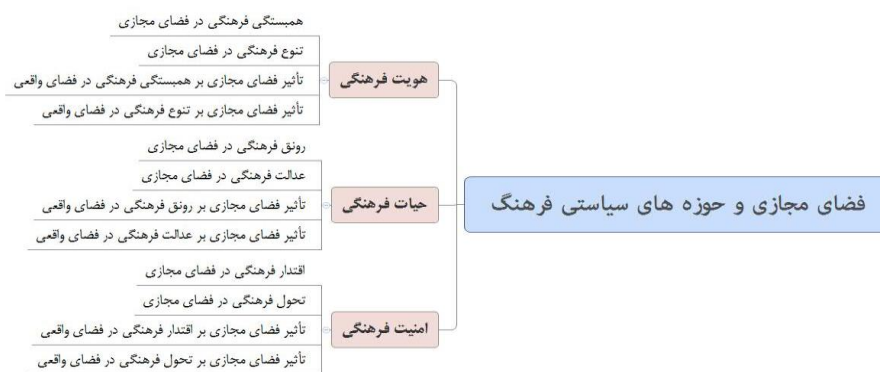 فضای مجازی و حوزه های سیاستی فرهنگ
هویت فرهنگی
همبستگی فرهنگی در فضای مجازی
تنوع فرهنگی در فضای مجازی
تأثیر فضای مجازی بر همبستگی فرهنگی در فضای واقعی
تأثیر فضای مجازی بر تنوع فرهنگی در فضای واقعی
حیات فرهنگی
رونق فرهنگی در فضای مجازی
عدالت فرهنگی در فضای مجازی
تأثیر فضای مجازی بر رونق فرهنگی در فضای واقعی
تأثیر فضای مجازی بر عدالت فرهنگی در فضای واقعی
امنیت فرهنگی
اقتدار فرهنگی در فضای مجازی
تحول فرهنگی در فضای مجازی
تأثیر فضای مجازی بر اقتدار فرهنگی در فضای واقعی
تأثیر فضای مجازی بر تحول فرهنگی در فضای واقعی